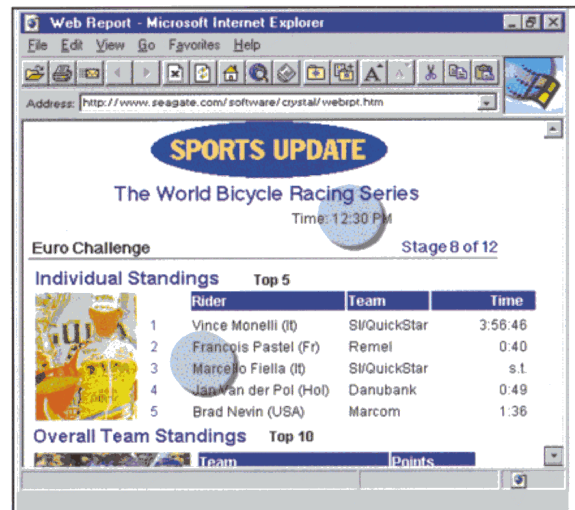 Web Report - Microsoft Internet Explorer
File Edit View Go Favorites Help
Address: http://www.seagate.com/software/crystal/webrpt.htm
SPORTS UPDATE
The World Bicycle Racing Series
Time: 12:30 PM
Euro Challenge Stage 8 of 12
Individual Standings Top 5
Rider Team Time
1 Vince Monelli (It) SI/QuickStar 3:56:46
2 Francois Pastel (Fr) Remel 0:40
3 Marcello Fiella (It) SI/QuickStar s.t.
4 Jan Van der Pol (Hol) Danubank 0:49
5 Brad Nevin (USA) Marcom 1:36
Overall Team Standings Top 10
Team Points